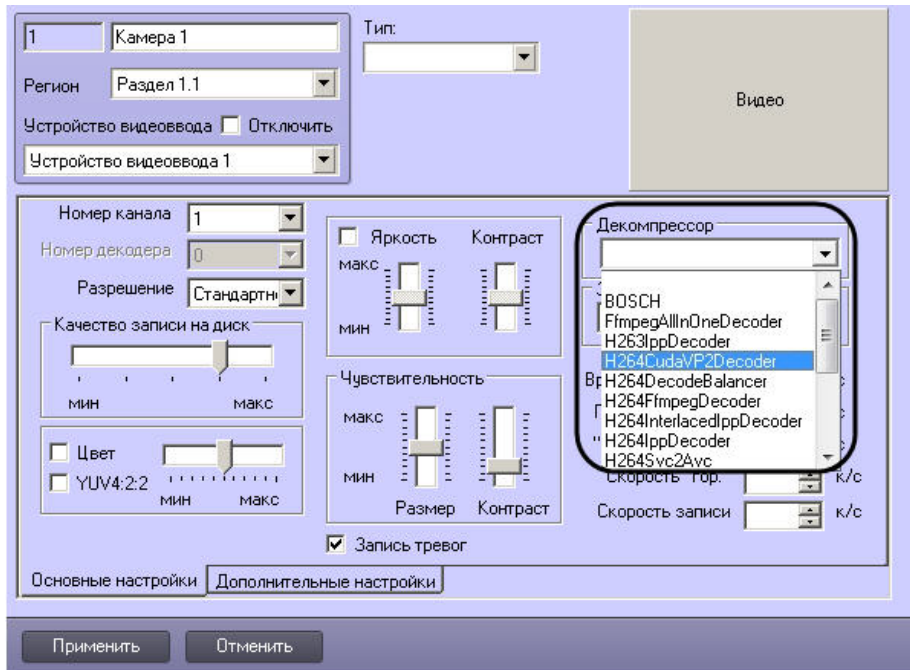 1 Камера 1
Тип:
Регион Раздел 1.1
Устройство видеоввода Отключить
Устройство видеоввода 1
Видео
Номер канала 1
Номер декодера 0
Разрешение Стандартн
Качество записи на диск
мин макс
Цвет
YUV4:2:2
мин макс
Яркость Контраст
макс
мин
Чувствительность
макс
мин
Размер Контраст
Запись тревог
Декомпрессор
BOSCH
FfmpegAllInOneDecoder
H263IppDecoder
H264CudaVP2Decoder
H264DecodeBalancer
H264FfmpegDecoder
H264InterlacedIppDecoder
H264IppDecoder
H264Svc2Avc
Скорость "гор." к/с
Скорость записи к/с
Основные настройки Дополнительные настройки
Применить Отменить